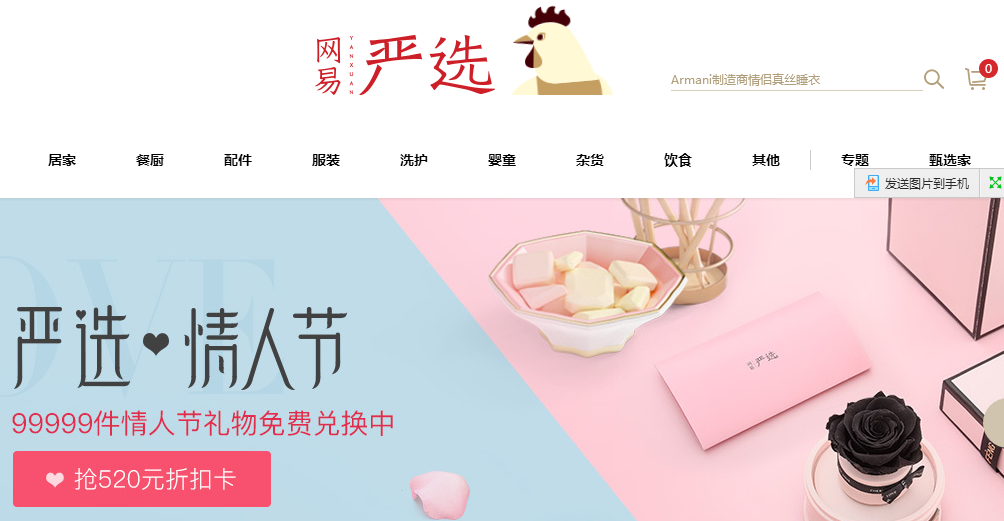 网易
YANXUAN
严选
Armani制造商情侣真丝睡衣
0
居家 餐厨 配件 服装 洗护 婴童 杂货 饮食 其他 专题 甄选家
发送图片到手机
OVE
严选 情人节
严选
99999件情人节礼物免费兑换中
抢520元折扣卡